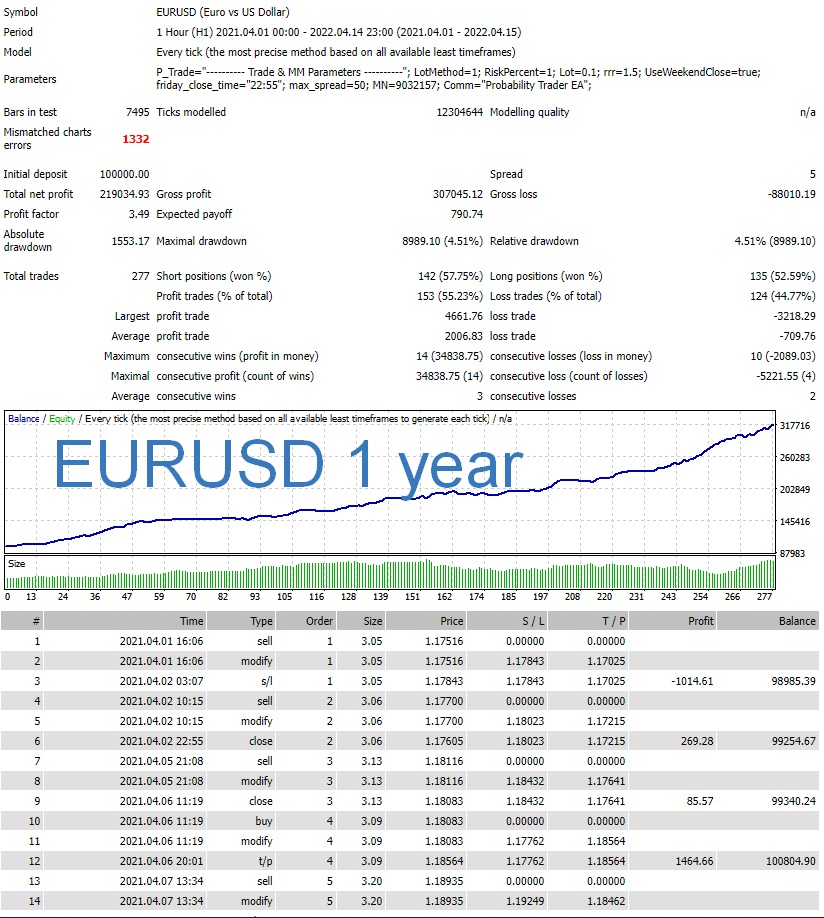 Symbol EURUSD (Euro vs US Dollar)
Period 1 Hour (H1) 2021.04.01 00:00 - 2022.04.14 23:00 (2021.04.01 - 2022.04.15)
Model Every tick (the most precise method based on all available least timeframes)
Parameters P_Trade="---------- Trade & MM Parameters ----------"; LotMethod=1; RiskPercent=1; Lot=0.1; rrr=1.5; UseWeekendClose=true;
friday_close_time="22:55"; max_spread=50; MN=9032157; Comm="Probability Trader EA";
Bars in test 7495 Ticks modelled 12304644 Modelling quality n/a
Mismatched charts
errors 1332
Initial deposit 100000.00 Spread 5
Total net profit 219034.93 Gross profit 307045.12 Gross loss -88010.19
Profit factor 3.49 Expected payoff 790.74
Absolute
drawdown 1553.17 Maximal drawdown 8989.10 (4.51%) Relative drawdown 4.51% (8989.10)
Total trades 277 Short positions (won %) 142 (57.75%) Long positions (won %) 135 (52.59%)
Profit trades (% of total) 153 (55.23%) Loss trades (% of total) 124 (44.77%)
Largest profit trade 4661.76 loss trade -3218.29
Average profit trade 2006.83 loss trade -709.76
Maximum consecutive wins (profit in money) 14 (34838.75) consecutive losses (loss in money) 10 (-2089.03)
Maximal consecutive profit (count of wins) 34838.75 (14) consecutive loss (count of losses) -5221.55 (4)
Average consecutive wins 3 consecutive losses 2
Balance / Equity / Every tick (the most precise method based on all available least timeframes to generate each tick) / n/a
317716
EURUSD 1 year
260283
202849
145416
87983
Size
0 13 24 36 47 59 70 82 93 105 116 128 139 151 162 174 185 197 208 220 231 243 254 266 277
# Time Type Order Size Price S / L T / P Profit Balance
1 2021.04.01 16:06 sell 1 3.05 1.17516 0.00000 0.00000
2 2021.04.01 16:06 modify 1 3.05 1.17516 1.17843 1.17025
3 2021.04.02 03:07 s/l 1 3.05 1.17843 1.17843 1.17025 -1014.61 98985.39
4 2021.04.02 10:15 sell 2 3.06 1.17700 0.00000 0.00000
5 2021.04.02 10:15 modify 2 3.06 1.17700 1.18023 1.17215
6 2021.04.02 22:55 close 2 3.06 1.17605 1.18023 1.17215 269.28 99254.67
7 2021.04.05 21:08 sell 3 3.13 1.18116 0.00000 0.00000
8 2021.04.05 21:08 modify 3 3.13 1.18116 1.18432 1.17641
9 2021.04.06 11:19 close 3 3.13 1.18083 1.18432 1.17641 85.57 99340.24
10 2021.04.06 11:19 buy 4 3.09 1.18083 0.00000 0.00000
11 2021.04.06 11:19 modify 4 3.09 1.18083 1.17762 1.18564
12 2021.04.06 20:01 t/p 4 3.09 1.18564 1.17762 1.18564 1464.66 100804.90
13 2021.04.07 13:34 sell 5 3.20 1.18935 0.00000 0.00000
14 2021.04.07 13:34 modify 5 3.20 1.18935 1.19249 1.18462